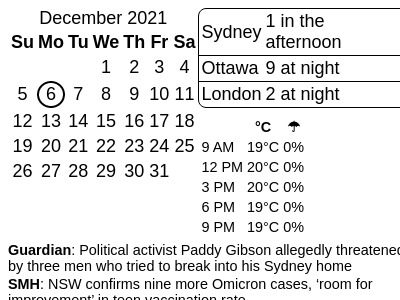 December 2021
Su Mo Tu We Th Fr Sa
1 2 3 4
5 6 7 8 9 10 11
12 13 14 15 16 17 18
19 20 21 22 23 24 25
26 27 28 29 30 31
Sydney 1 in the
afternoon
Ottawa 9 at night
London 2 at night
°C ☂
9 AM 19°C 0%
12 PM 20°C 0%
3 PM 20°C 0%
6 PM 19°C 0%
9 PM 19°C 0%
Guardian: Political activist Paddy Gibson allegedly threatened
by three men who tried to break into his Sydney home
SMH: NSW confirms nine more Omicron cases, ‘room for
improvement’ in teen vaccination rate